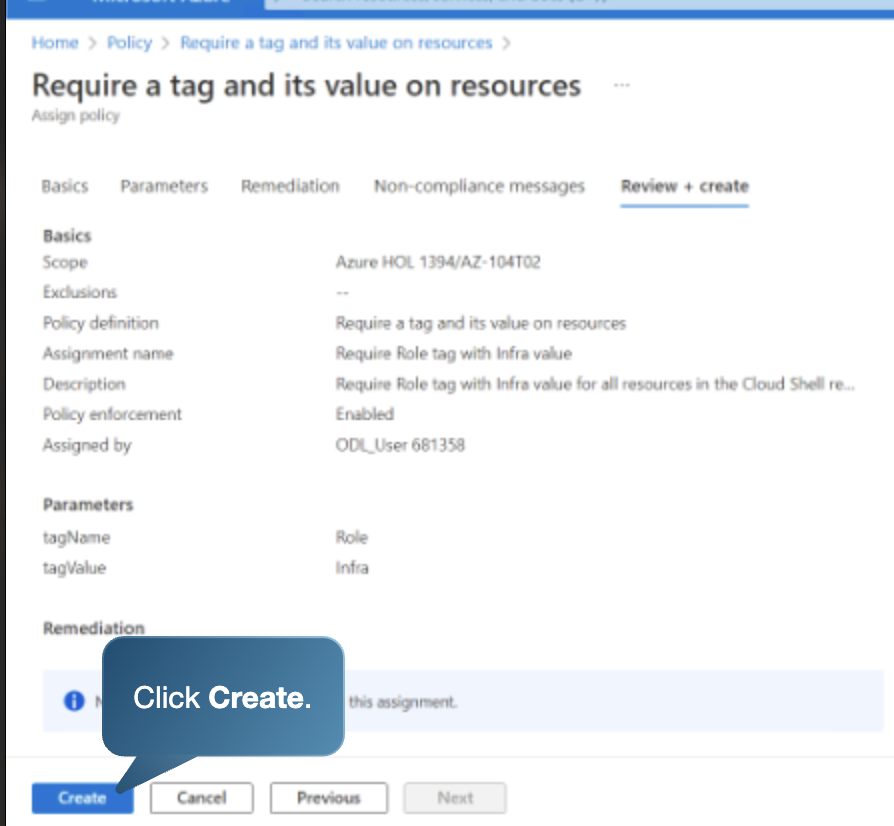 Microsoft Azure
Home > Policy > Require a tag and its value on resources >
Require a tag and its value on resources ...
Assign policy
Basics Parameters Remediation Non-compliance messages Review + create
Basics
Scope Azure HOL 1394/AZ-104T02
Exclusions --
Policy definition Require a tag and its value on resources
Assignment name Require Role tag with Infra value
Description Require Role tag with Infra value for all resources in the Cloud Shell re...
Policy enforcement Enabled
Assigned by ODL_User 681358
Parameters
tagName Role
tagValue Infra
Remediation
Click Create.
this assignment.
Create Cancel Previous Next